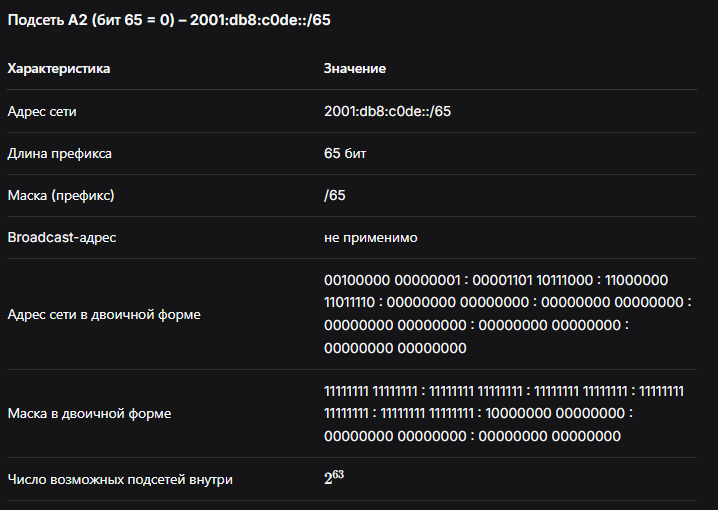 Подсеть A2 (бит 65 = 0) – 2001:db8:c0de::/65
Характеристика Значение
Адрес сети 2001:db8:c0de::/65
Длина префикса 65 бит
Маска (префикс) /65
Broadcast-адрес не применимо
Адрес сети в двоичной форме
00100000 00000001 : 00001101 10111000 : 11000000
11011110 : 00000000 00000000 : 00000000 00000000 :
00000000 00000000 : 00000000 00000000 :
00000000 00000000
Маска в двоичной форме
11111111 11111111 : 11111111 11111111 : 11111111 11111111 : 11111111
11111111 : 11111111 11111111 : 10000000 00000000 :
00000000 00000000 : 00000000 00000000
Число возможных подсетей внутри 2^63